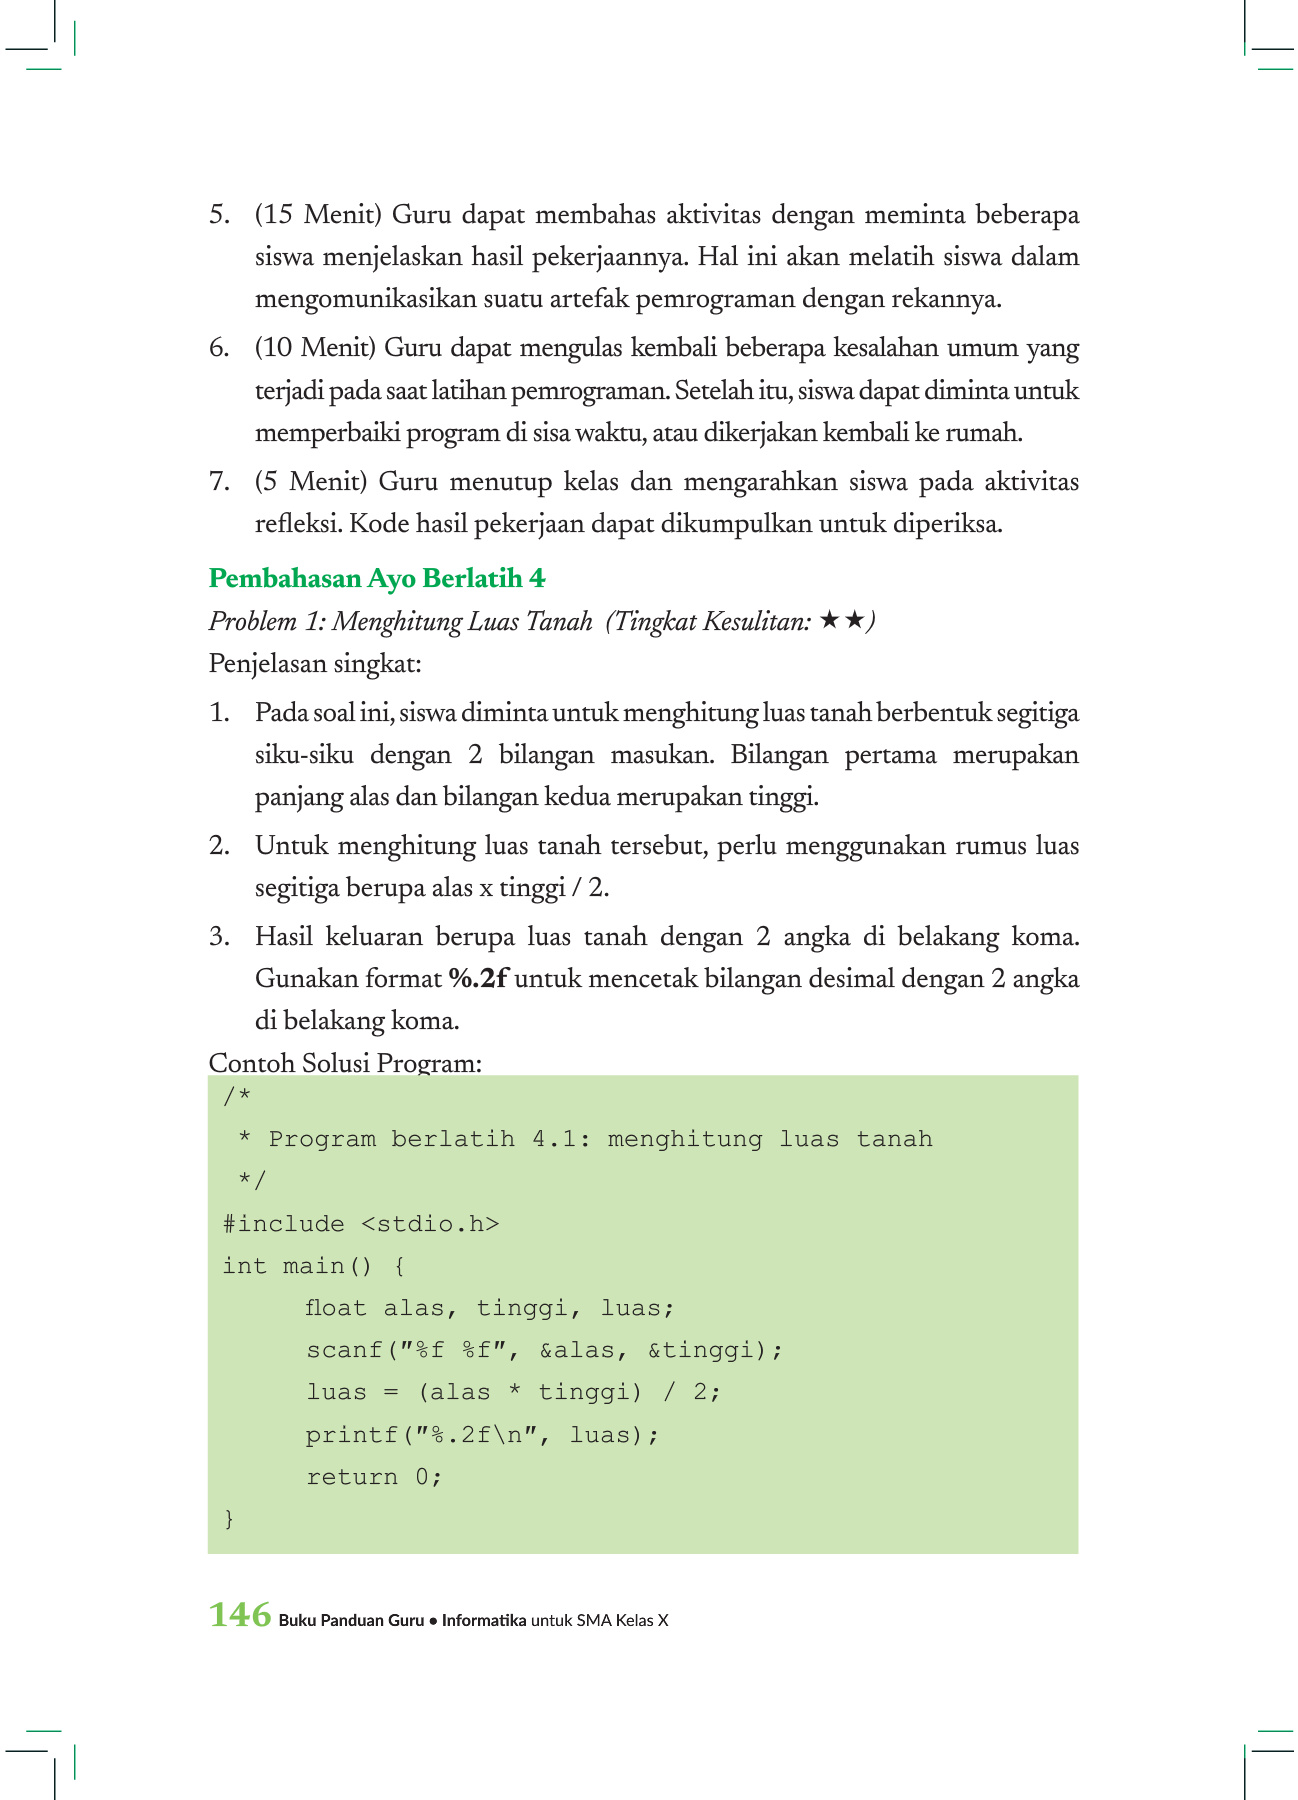 5. (15 Menit) Guru dapat membahas aktivitas dengan meminta beberapa
siswa menjelaskan hasil pekerjaannya. Hal ini akan melatih siswa dalam
mengomunikasikan suatu artefak pemrograman dengan rekannya.
6. (10 Menit) Guru dapat mengulas kembali beberapa kesalahan umum yang
terjadi pada saat latihan pemrograman. Setelah itu, siswa dapat diminta untuk
memperbaiki program di sisa waktu, atau dikerjakan kembali ke rumah.
7. (5 Menit) Guru menutup kelas dan mengarahkan siswa pada aktivitas
refleksi. Kode hasil pekerjaan dapat dikumpulkan untuk diperiksa.
Pembahasan Ayo Berlatih 4
Problem 1: Menghitung Luas Tanah (Tingkat Kesulitan: ★★)
Penjelasan singkat:
1. Pada soal ini, siswa diminta untuk menghitung luas tanah berbentuk segitiga
siku-siku dengan 2 bilangan masukan. Bilangan pertama merupakan
panjang alas dan bilangan kedua merupakan tinggi.
2. Untuk menghitung luas tanah tersebut, perlu menggunakan rumus luas
segitiga berupa alas x tinggi / 2.
3. Hasil keluaran berupa luas tanah dengan 2 angka di belakang koma.
Gunakan format %.2f untuk mencetak bilangan desimal dengan 2 angka
di belakang koma.
Contoh Solusi Program:
/*
 * Program berlatih 4.1: menghitung luas tanah
 */
#include <stdio.h>
int main() {
float alas, tinggi, luas;
scanf("%f %f", &alas, &tinggi);
luas = (alas * tinggi) / 2;
printf("%.2f\n", luas);
return 0;
}
146 Buku Panduan Guru • Informatika untuk SMA Kelas X